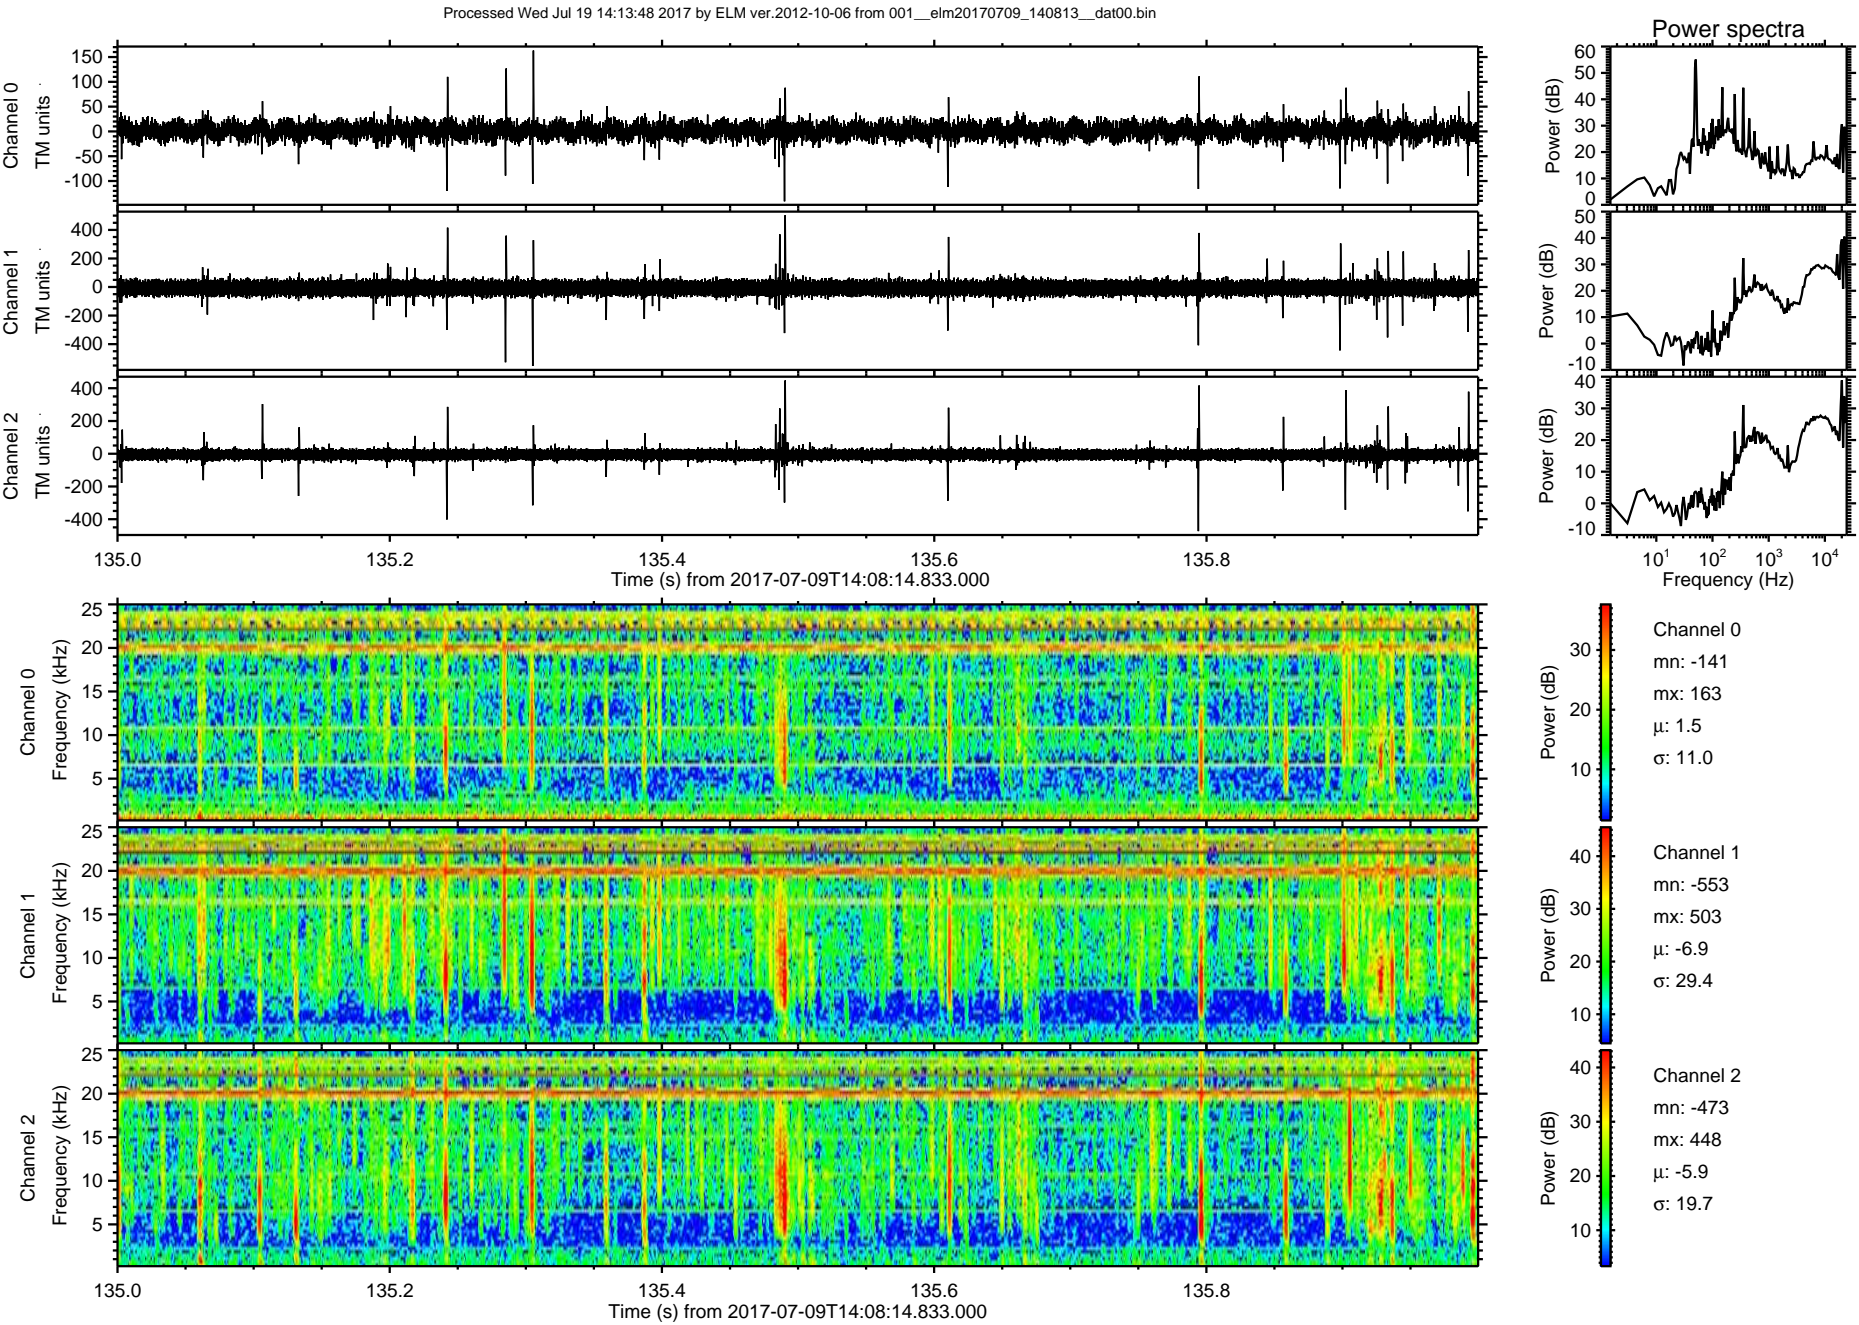 Processed Wed Jul 19 14:13:48 2017 by ELM ver.2012-10-06 from 001__elm20170709_140813__dat00.bin
Power spectra
Channel 0
TM units
150
100
50
0
-50
-100
Power (dB)
60
50
40
30
20
10
0
Channel 1
TM units
400
200
0
-200
-400
Power (dB)
50
40
30
20
10
0
-10
Channel 2
TM units
400
200
0
-200
-400
Power (dB)
40
30
20
10
0
-10
135.0 135.2 135.4 135.6 135.8
Time (s) from 2017-07-09T14:08:14.833.000
10^1 10^2 10^3 10^4
Frequency (Hz)
Channel 0
Frequency (kHz)
25
20
15
10
5
Power (dB)
30
20
10
Channel 0
mn: -141
mx: 163
μ: 1.5
σ: 11.0
Channel 1
Frequency (kHz)
25
20
15
10
5
Power (dB)
40
30
20
10
Channel 1
mn: -553
mx: 503
μ: -6.9
σ: 29.4
Channel 2
Frequency (kHz)
25
20
15
10
5
Power (dB)
40
30
20
10
Channel 2
mn: -473
mx: 448
μ: -5.9
σ: 19.7
135.0 135.2 135.4 135.6 135.8
Time (s) from 2017-07-09T14:08:14.833.000